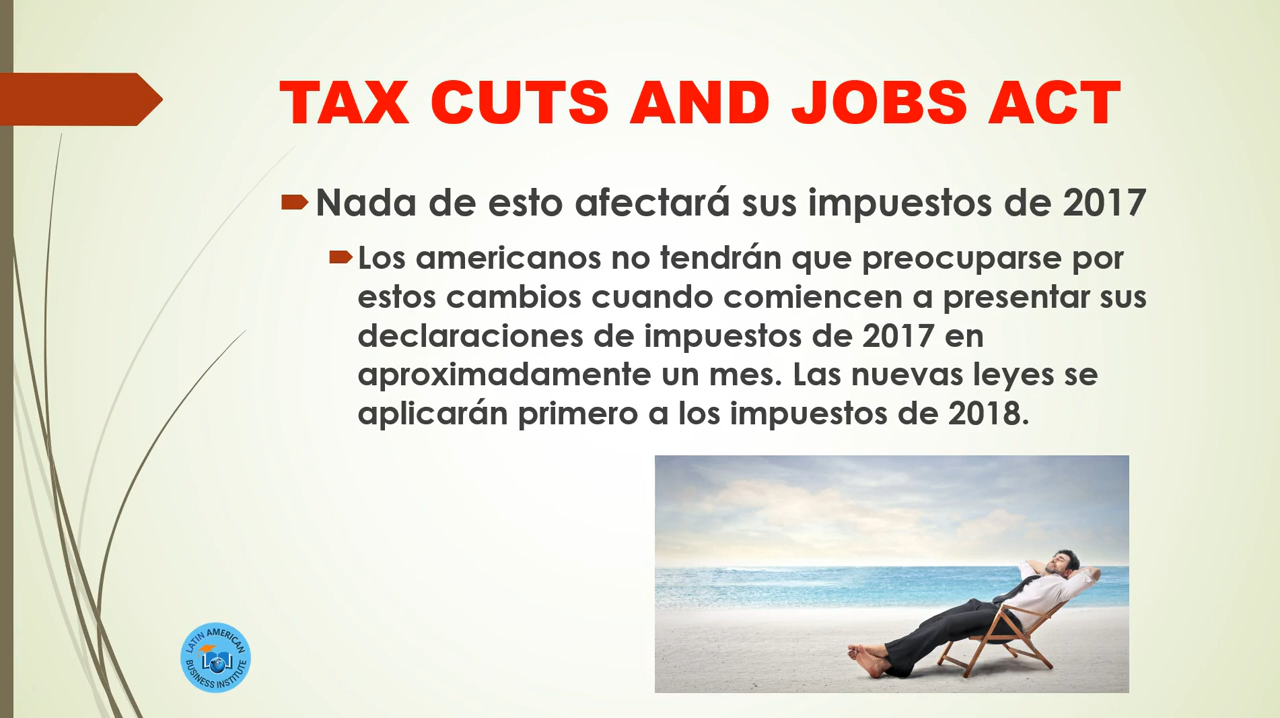 TAX CUTS AND JOBS ACT
Nada de esto afectará sus impuestos de 2017
Los americanos no tendrán que preocuparse por
estos cambios cuando comiencen a presentar sus
declaraciones de impuestos de 2017 en
aproximadamente un mes. Las nuevas leyes se
aplicarán primero a los impuestos de 2018.
LATIN AMERICAN
BUSINESS INSTITUTE